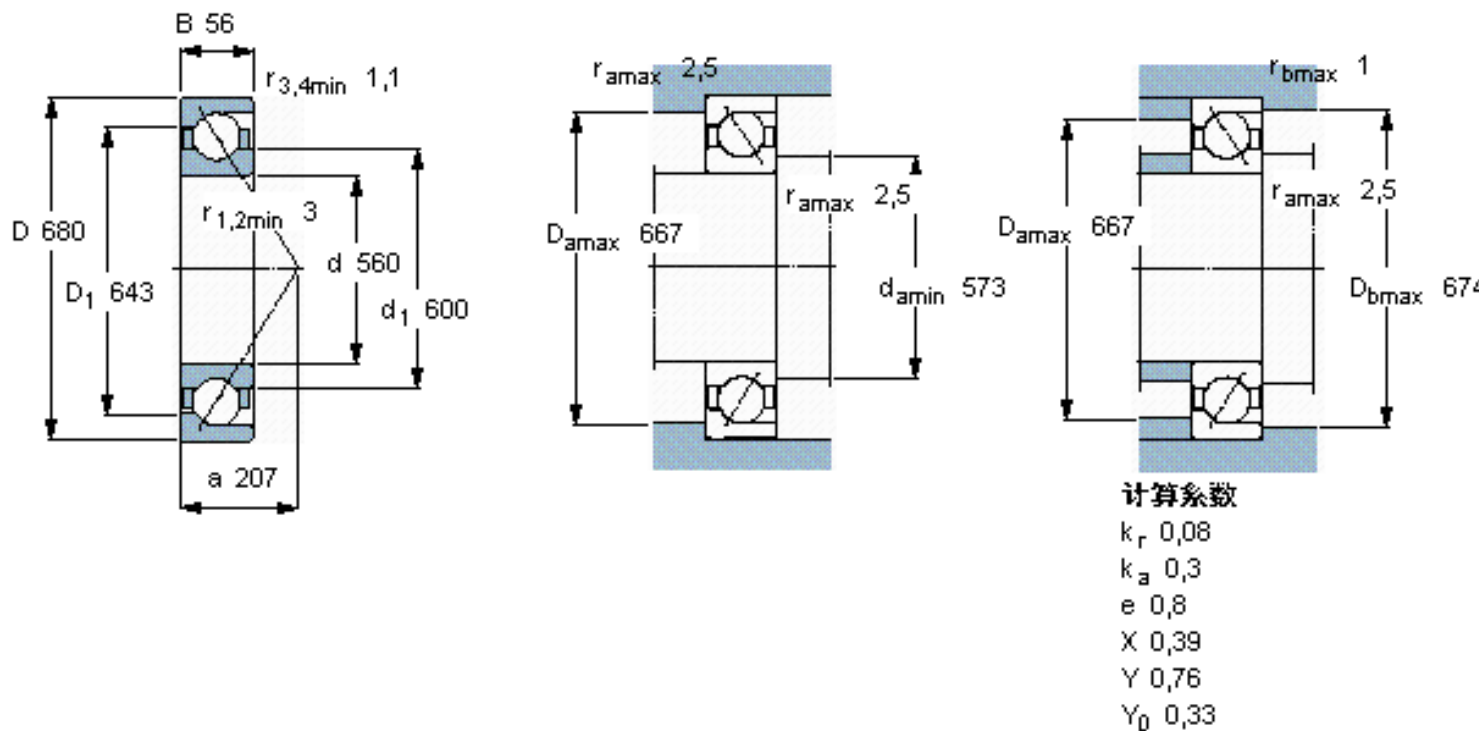 B 56
r3,4min 1,1
r1,2min 3
D 680
D1 643
d 560
d1 600
a 207
ramax 2,5
ramax 2,5
Damax 667
damin 573
rbmax 1
ramax 2,5
Damax 667
Dbmax 674
计算系数
kr 0,08
ka 0,3
e 0,8
X 0,39
Y 0,76
Y0 0,33